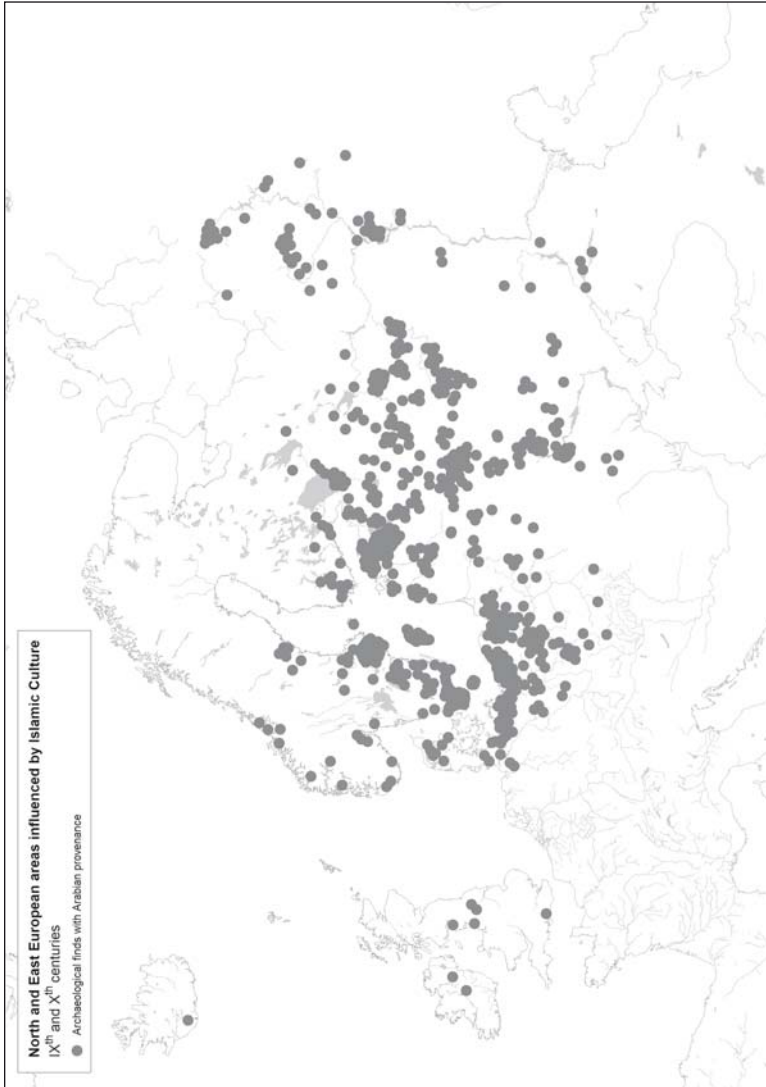 North and East European areas influenced by Islamic Culture
IXth and Xth centuries
Archaeological finds with Arabian provenance